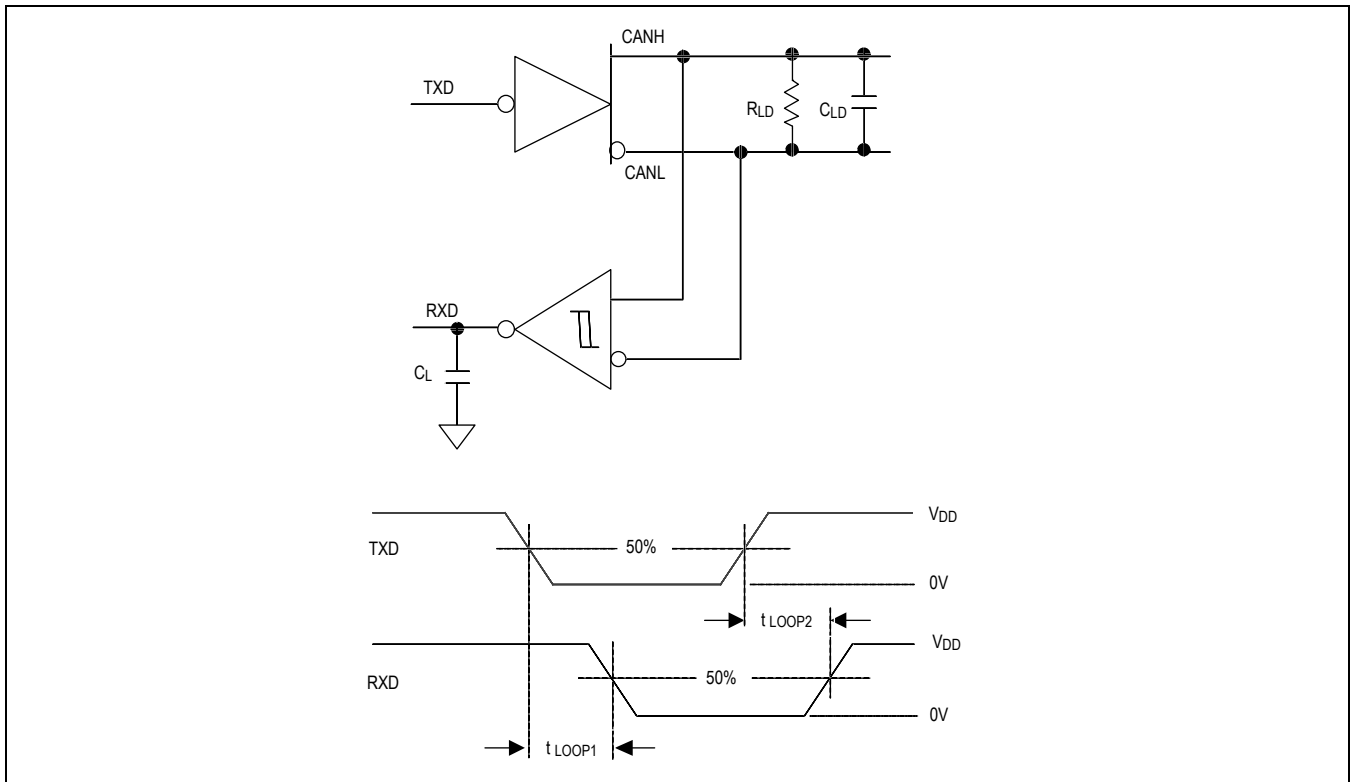 CANH
TXD
RLD
CLD
CANL
RXD
CL
VDD
TXD
50%
0V
t LOOP2
VDD
RXD
50%
0V
t LOOP1